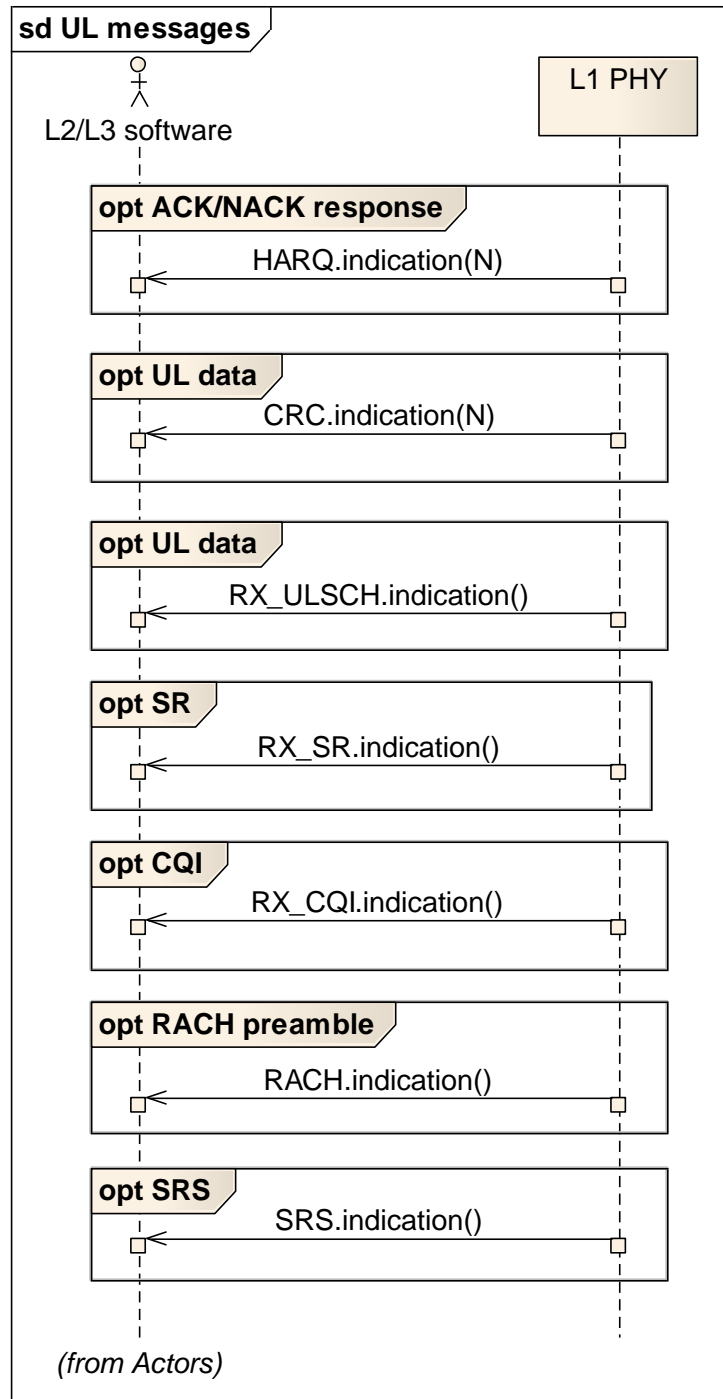 sd UL messages
L2/L3 software
L1 PHY
opt ACK/NACK response
HARQ.indication(N)
opt UL data
CRC.indication(N)
opt UL data
RX_ULSCH.indication()
opt SR
RX_SR.indication()
opt CQI
RX_CQI.indication()
opt RACH preamble
RACH.indication()
opt SRS
SRS.indication()
(from Actors)